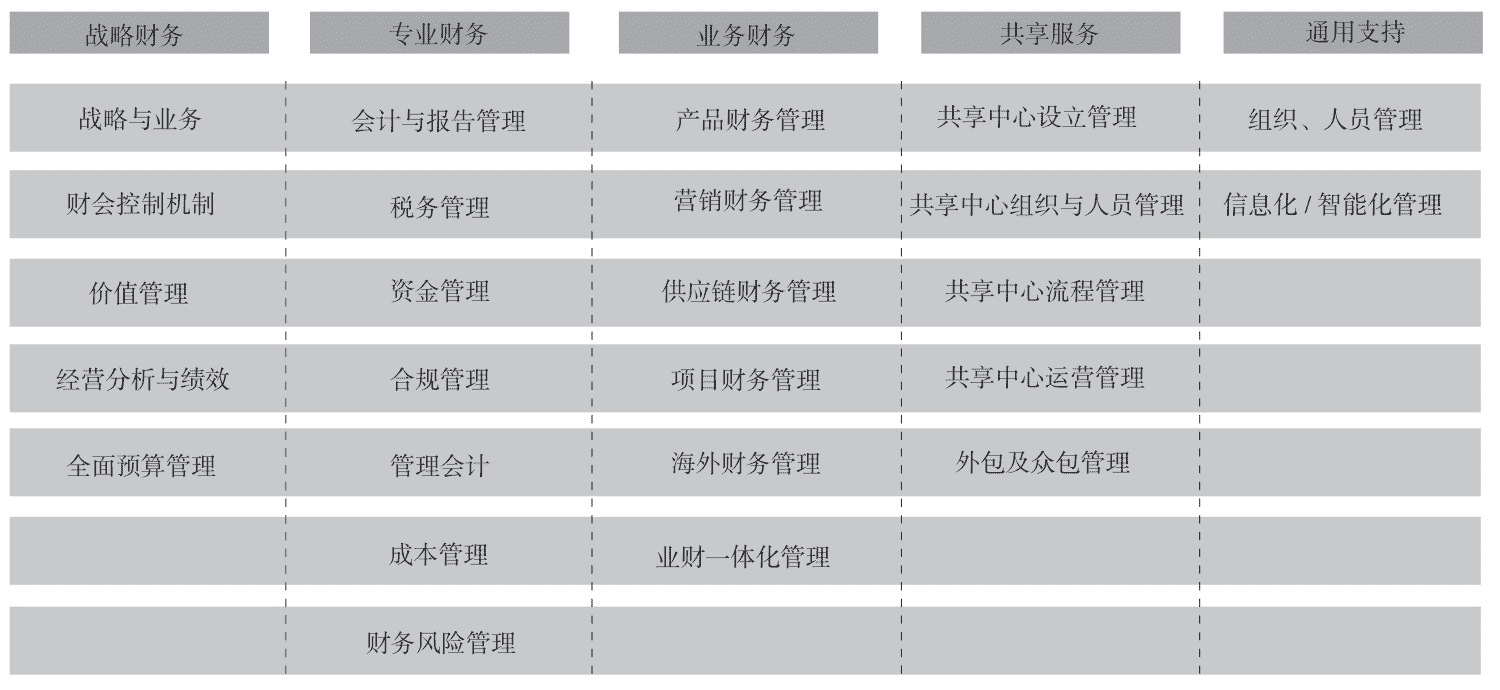 战略财务 专业财务 业务财务 共享服务 通用支持
战略与业务 会计与报告管理 产品财务管理 共享中心设立管理 组织、人员管理
财会控制机制 税务管理 营销财务管理 共享中心组织与人员管理 信息化 / 智能化管理
价值管理 资金管理 供应链财务管理 共享中心流程管理
经营分析与绩效 合规管理 项目财务管理 共享中心运营管理
全面预算管理 管理会计 海外财务管理 外包及众包管理
成本管理 业财一体化管理
财务风险管理